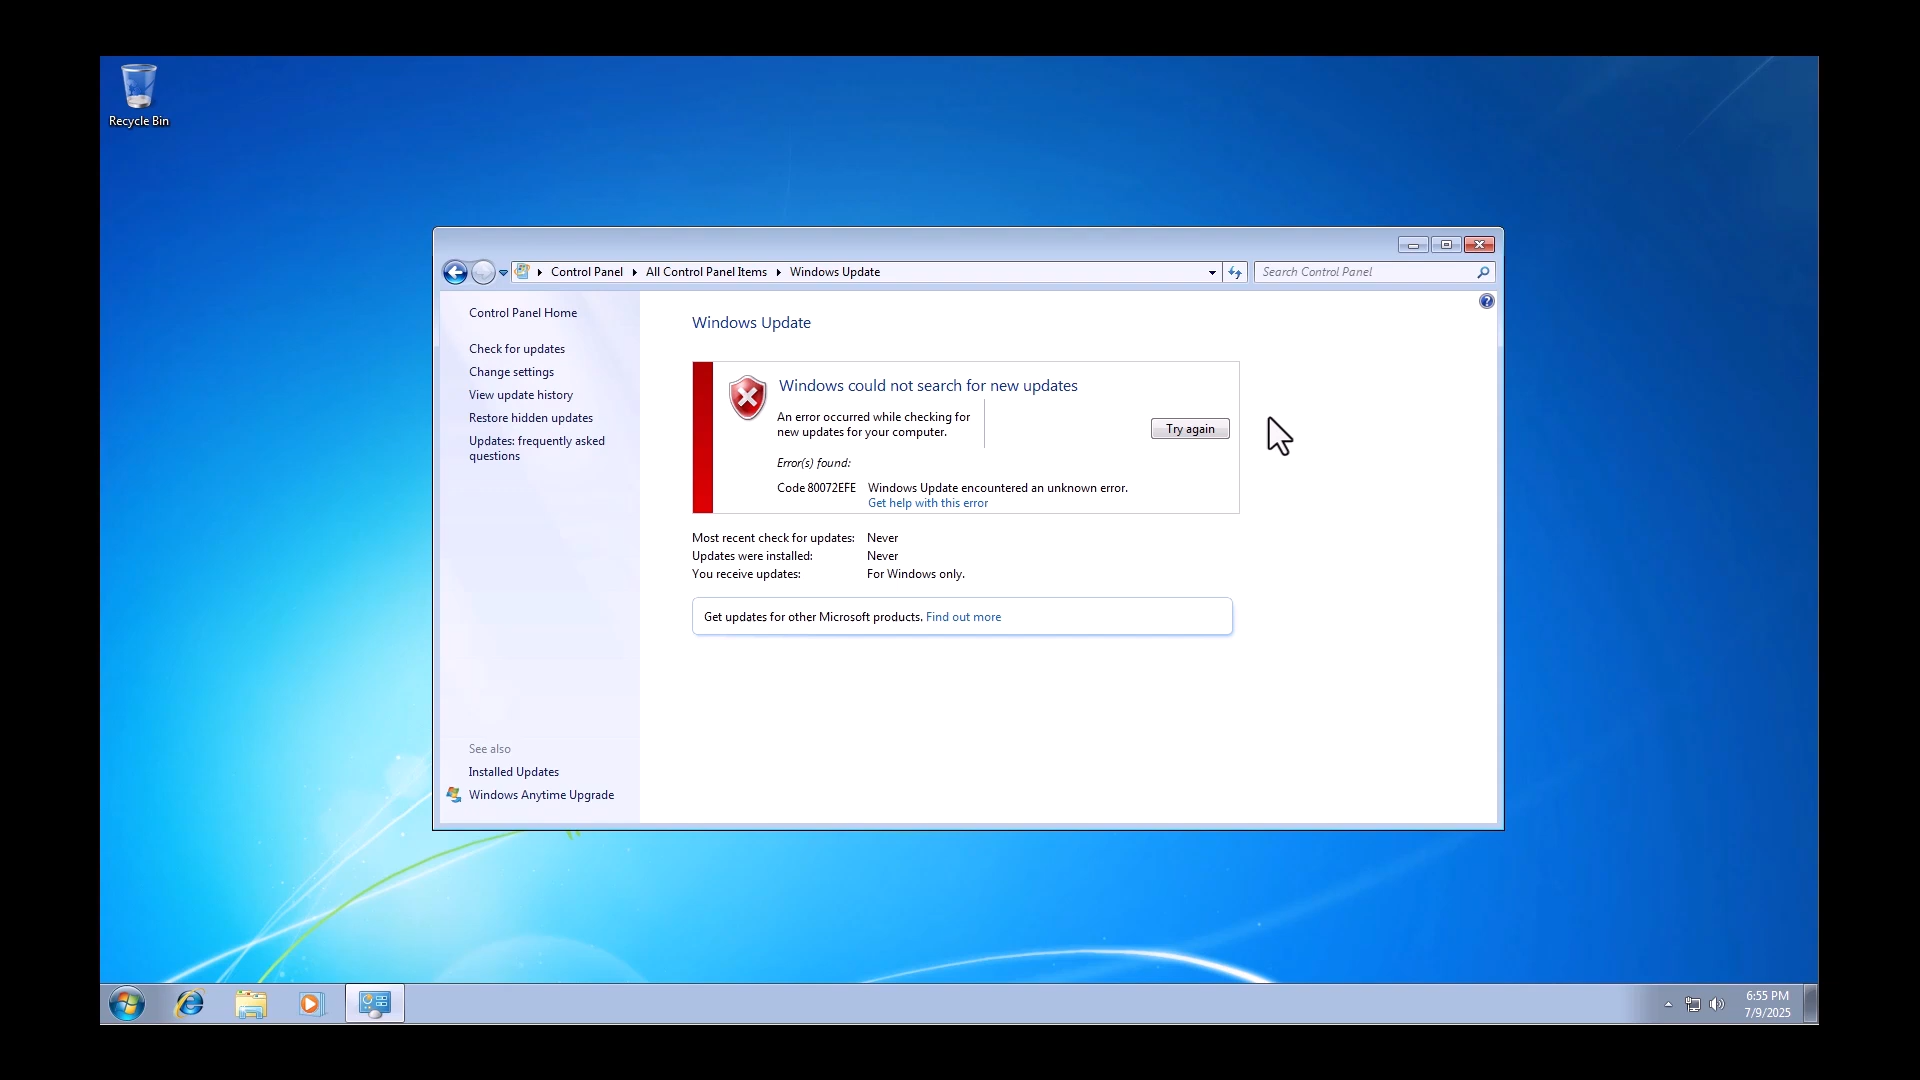 Recycle Bin
Control Panel
All Control Panel Items
Windows Update
Search Control Panel
Control Panel Home
Check for updates
Change settings
View update history
Restore hidden updates
Updates: frequently asked
questions
See also
Installed Updates
Windows Anytime Upgrade
Windows Update
Windows could not search for new updates
An error occurred while checking for
new updates for your computer.
Try again
Error(s) found:
Code 80072EFE Windows Update encountered an unknown error.
Get help with this error
Most recent check for updates: Never
Updates were installed: Never
You receive updates: For Windows only.
Get updates for other Microsoft products. Find out more
6:55 PM
7/9/2025